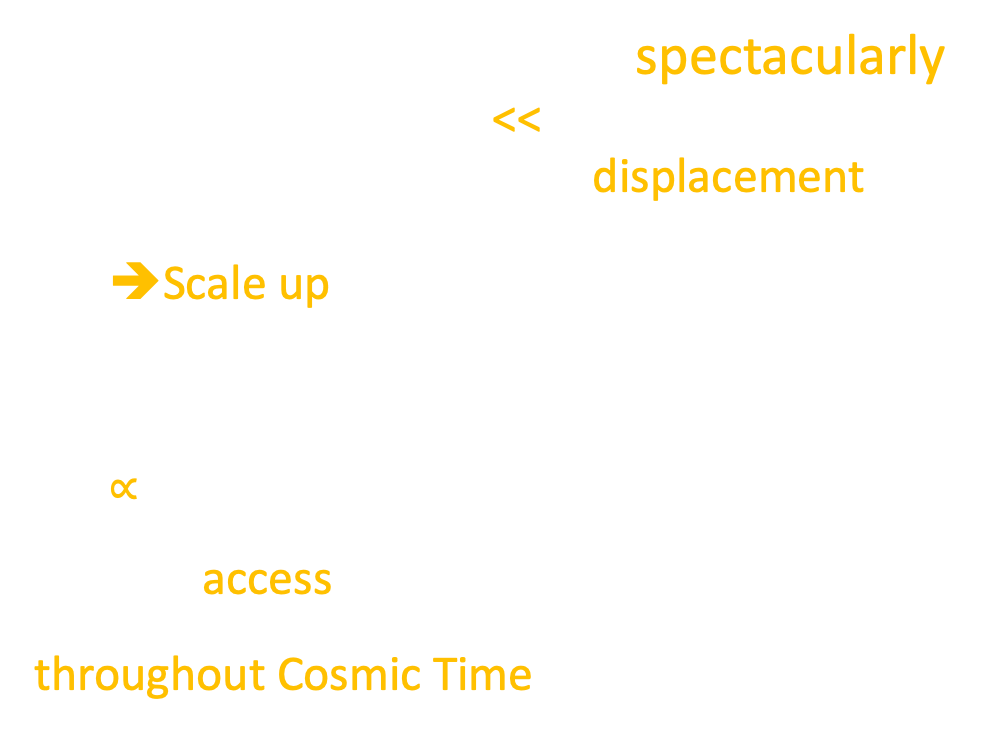 spectacularly
<<
displacement
➔Scale up
∝
access
throughout Cosmic Time